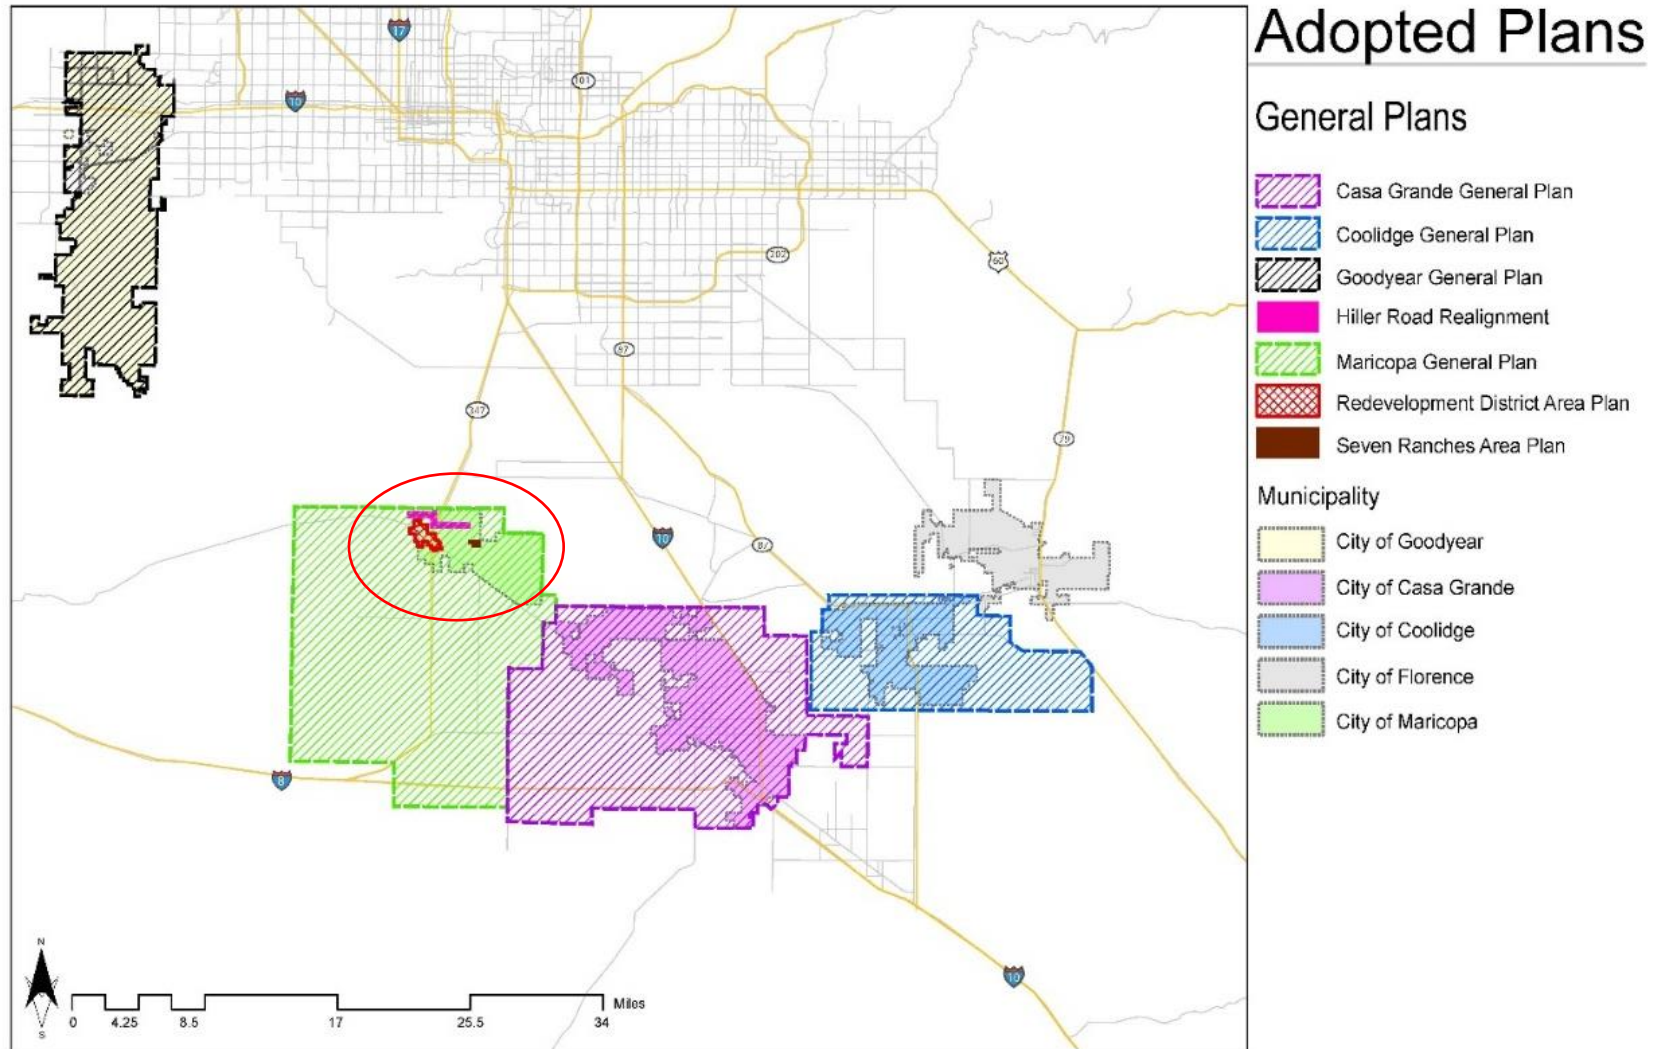 Adopted Plans
General Plans
Casa Grande General Plan
Coolidge General Plan
Goodyear General Plan
Hiller Road Realignment
Maricopa General Plan
Redevelopment District Area Plan
Seven Ranches Area Plan
Municipality
City of Goodyear
City of Casa Grande
City of Coolidge
City of Florence
City of Maricopa
17
101
10
202
60
87
347
79
10
87
8
10
N
S
Miles
0 4.25 8.5 17 25.5 34